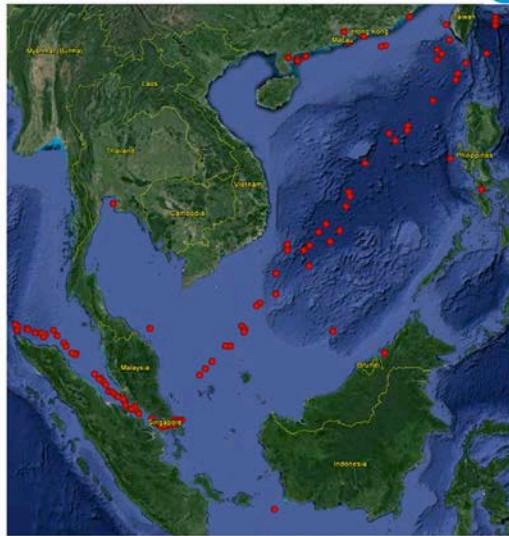 Taiwan
Hong Kong
Macau
Myanmar (Burma)
Laos
Thailand
Vietnam
Philippines
Cambodia
Malaysia
Brunei
Singapore
Indonesia